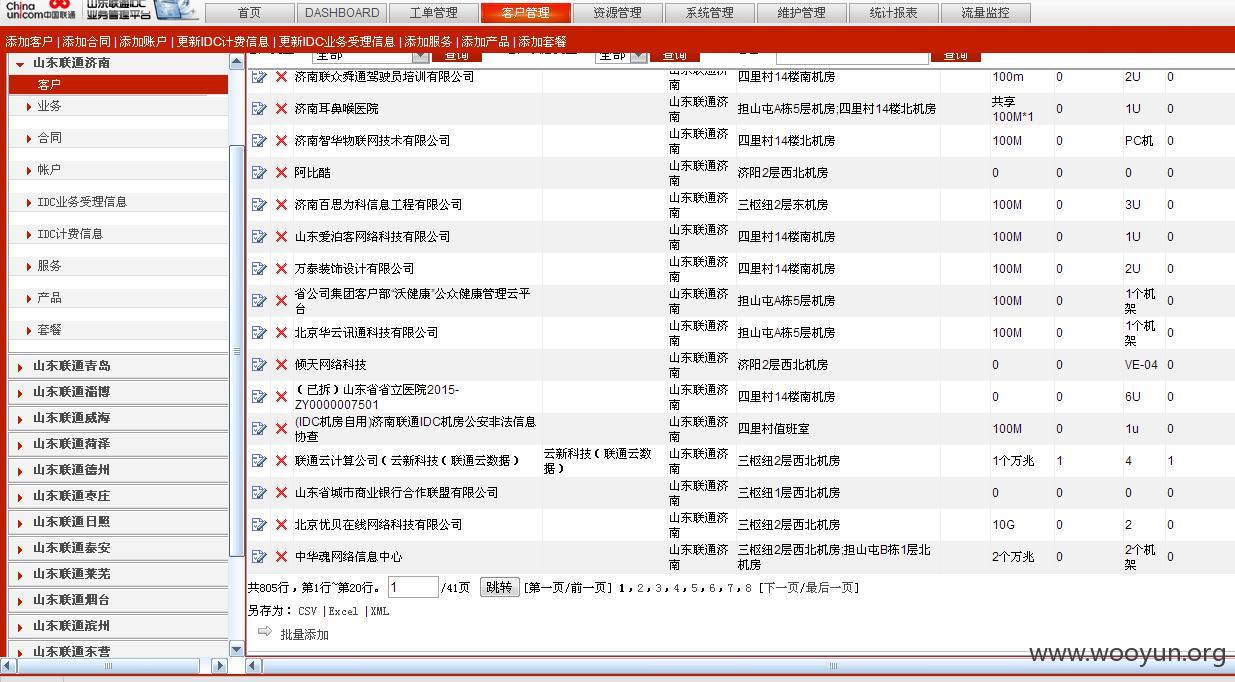 China unicom中国联通 山东联通IDC 业务管理平台
首页 DASHBOARD 工单管理 客户管理 资源管理 系统管理 维护管理 统计报表 流量监控
添加客户 | 添加合同 | 添加账户 | 更新IDC计费信息 | 更新IDC业务受理信息 | 添加服务 | 添加产品 | 添加套餐
全部 查询 全部 查询 查询
山东联通济南
客户
业务
合同
帐户
IDC业务受理信息
IDC计费信息
服务
产品
套餐
山东联通青岛
山东联通淄博
山东联通威海
山东联通菏泽
山东联通德州
山东联通枣庄
山东联通日照
山东联通泰安
山东联通莱芜
山东联通烟台
山东联通滨州
山东联通东营
济南联众舜通驾驶员培训有限公司 山东联通济南 四里村14楼南机房 100m 0 2U 0
济南耳鼻喉医院 山东联通济南 担山屯A栋5层机房;四里村14楼北机房 共享100M*1 0 1U 0
济南智华物联网技术有限公司 山东联通济南 四里村14楼北机房 100M 0 PC机 0
阿比酷 山东联通济南 济阳2层西北机房 0 0 0 0
济南百思为科信息工程有限公司 山东联通济南 三枢纽2层东机房 100M 0 3U 0
山东爱泊客网络科技有限公司 山东联通济南 四里村14楼南机房 100M 0 1U 0
万泰装饰设计有限公司 山东联通济南 四里村14楼南机房 100M 0 2U 0
省公司集团客户部"沃健康"公众健康管理云平台 山东联通济南 担山屯A栋5层机房 100M 0 1个机架 0
北京华云讯通科技有限公司 山东联通济南 担山屯A栋5层机房 100M 0 1个机架 0
倾天网络科技 山东联通济南 济阳2层西北机房 0 0 VE-04 0
（已拆）山东省省立医院2015-ZY0000007501 山东联通济南 四里村14楼南机房 0 0 6U 0
(IDC机房自用)济南联通IDC机房公安非法信息协查 山东联通济南 四里村值班室 100M 0 1u 0
联通云计算公司（云新科技（联通云数据） 云新科技（联通云数据） 山东联通济南 三枢纽2层西北机房 1个万兆 1 4 1
山东省城市商业银行合作联盟有限公司 山东联通济南 三枢纽1层西北机房 0 0 0 0
北京优贝在线网络科技有限公司 山东联通济南 三枢纽2层西北机房 10G 0 2 0
中华魂网络信息中心 山东联通济南 三枢纽2层西北机房;担山屯B栋1层北机房 2个万兆 0 2个机架 0
共805行，第1行~第20行。 1 /41页 跳转 [第一页/前一页] 1，2，3，4，5，6，7，8 [下一页/最后一页]
另存为： CSV |Excel |XML
批量添加
www.wooyun.org